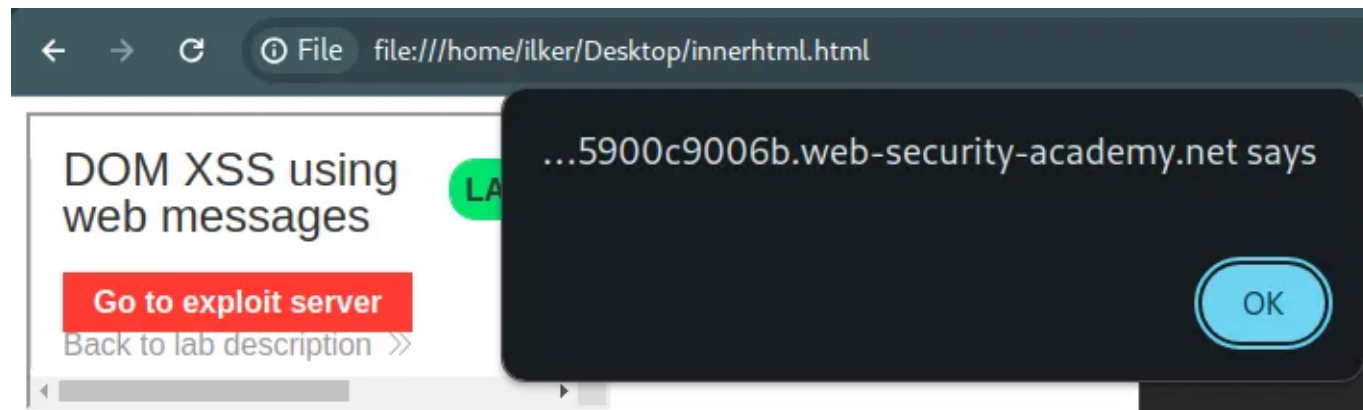 File file:///home/ilker/Desktop/innerhtml.html
DOM XSS using
web messages
LA
Go to exploit server
Back to lab description
...5900c9006b.web-security-academy.net says
OK